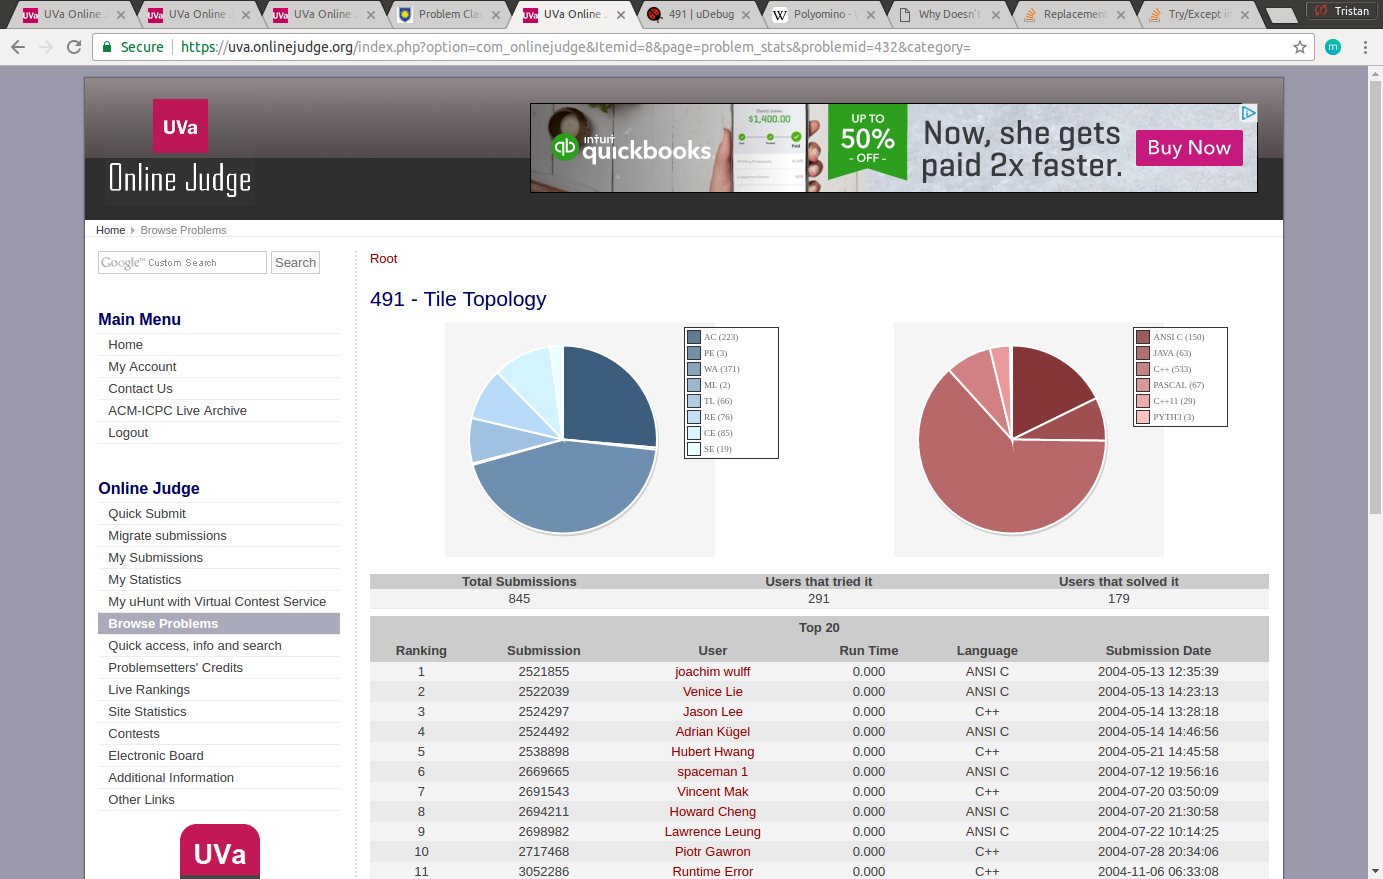 UVa Online J
UVa Online J
UVa Online J
Problem Clas
UVa Online J
491 | uDebug
Polyomino -
Why Doesn't
Replacement
Try/Except in
Tristan
Secure
https://uva.onlinejudge.org/index.php?option=com_onlinejudge&Itemid=8&page=problem_stats&problemid=432&category=
m
UVa
Online Judge
$1,400.00
intuit
qb quickbooks
UP TO
50%
- OFF -
Now, she gets
paid 2x faster.
Buy Now
Home Browse Problems
Google™ Custom Search
Search
Main Menu
Home
My Account
Contact Us
ACM-ICPC Live Archive
Logout
Online Judge
Quick Submit
Migrate submissions
My Submissions
My Statistics
My uHunt with Virtual Contest Service
Browse Problems
Quick access, info and search
Problemsetters' Credits
Live Rankings
Site Statistics
Contests
Electronic Board
Additional Information
Other Links
UVa
Root
491 - Tile Topology
AC (223)
PE (3)
WA (371)
ML (2)
TL (66)
RE (76)
CE (85)
SE (19)
ANSI C (150)
JAVA (63)
C++ (533)
PASCAL (67)
C++11 (29)
PYTH3 (3)
Total Submissions Users that tried it Users that solved it
845 291 179
Top 20
Ranking Submission User Run Time Language Submission Date
1 2521855 joachim wulff 0.000 ANSI C 2004-05-13 12:35:39
2 2522039 Venice Lie 0.000 ANSI C 2004-05-13 14:23:13
3 2524297 Jason Lee 0.000 C++ 2004-05-14 13:28:18
4 2524492 Adrian Kügel 0.000 ANSI C 2004-05-14 14:46:56
5 2538898 Hubert Hwang 0.000 C++ 2004-05-21 14:45:58
6 2669665 spaceman 1 0.000 ANSI C 2004-07-12 19:56:16
7 2691543 Vincent Mak 0.000 C++ 2004-07-20 03:50:09
8 2694211 Howard Cheng 0.000 ANSI C 2004-07-20 21:30:58
9 2698982 Lawrence Leung 0.000 ANSI C 2004-07-22 10:14:25
10 2717468 Piotr Gawron 0.000 C++ 2004-07-28 20:34:06
11 3052286 Runtime Error 0.000 C++ 2004-11-06 06:33:08